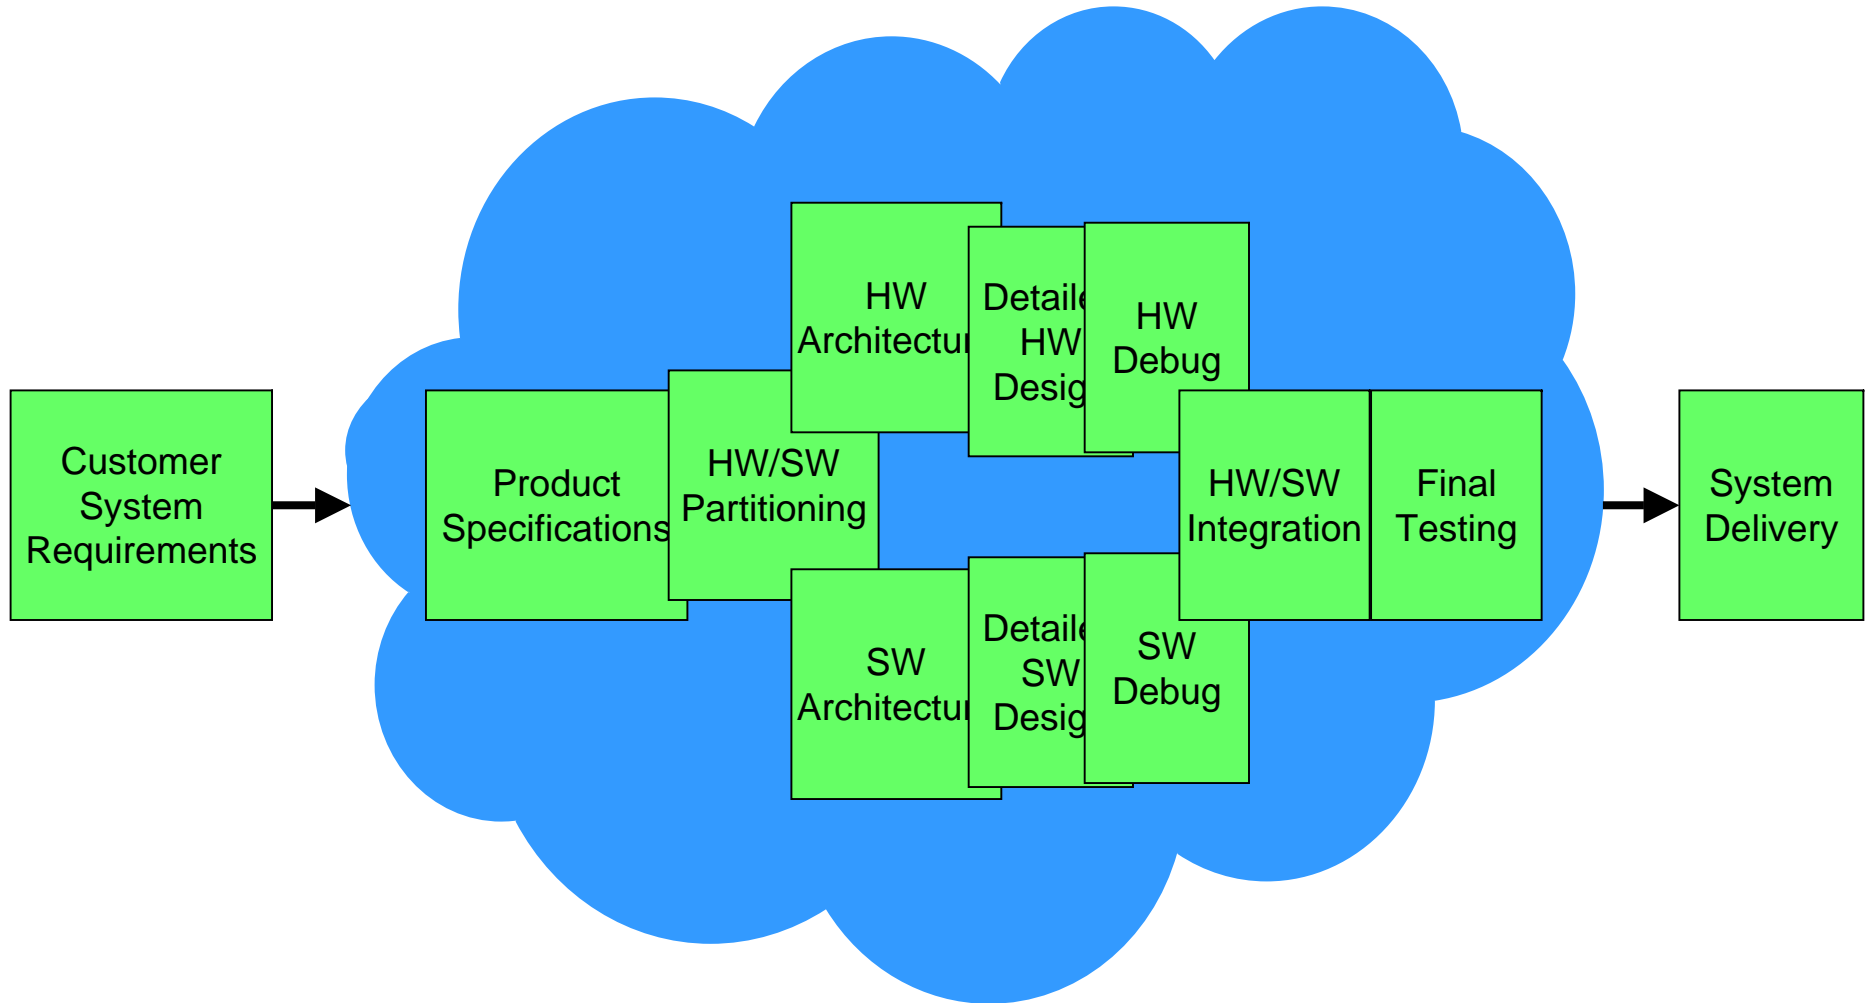 Customer
System
Requirements
Product
Specifications
HW/SW
Partitioning
HW
Architectur
Detaile
HW
Desig
HW
Debug
SW
Architectur
Detaile
SW
Desig
SW
Debug
HW/SW
Integration
Final
Testing
System
Delivery